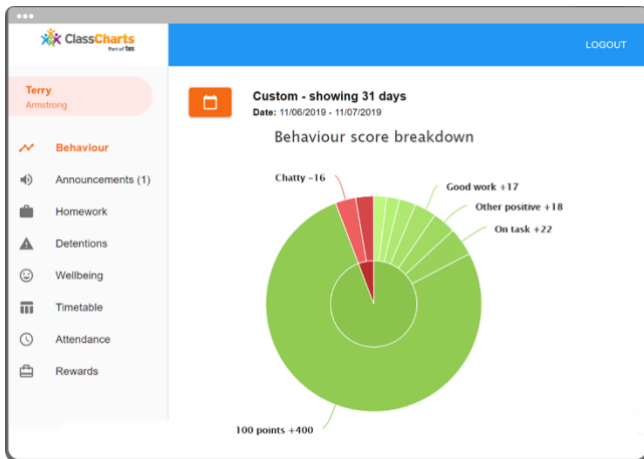 ClassCharts
Part of tes
LOGOUT
Terry
Armstrong
Custom - showing 31 days
Date: 11/06/2019 - 11/07/2019
Behaviour score breakdown
Behaviour
Announcements (1)
Homework
Detentions
Wellbeing
Timetable
Attendance
Rewards
Chatty -16
Good work +17
Other positive +18
On task +22
100 points +400